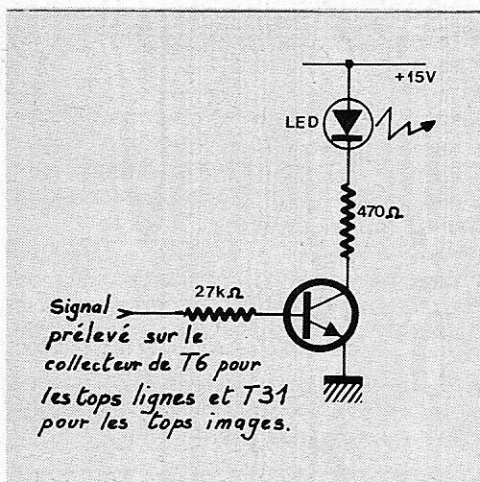 +15V
LED
470Ω
27kΩ
Signal
prélevé sur le
collecteur de T6 pour
les tops lignes et T31
pour les tops images.